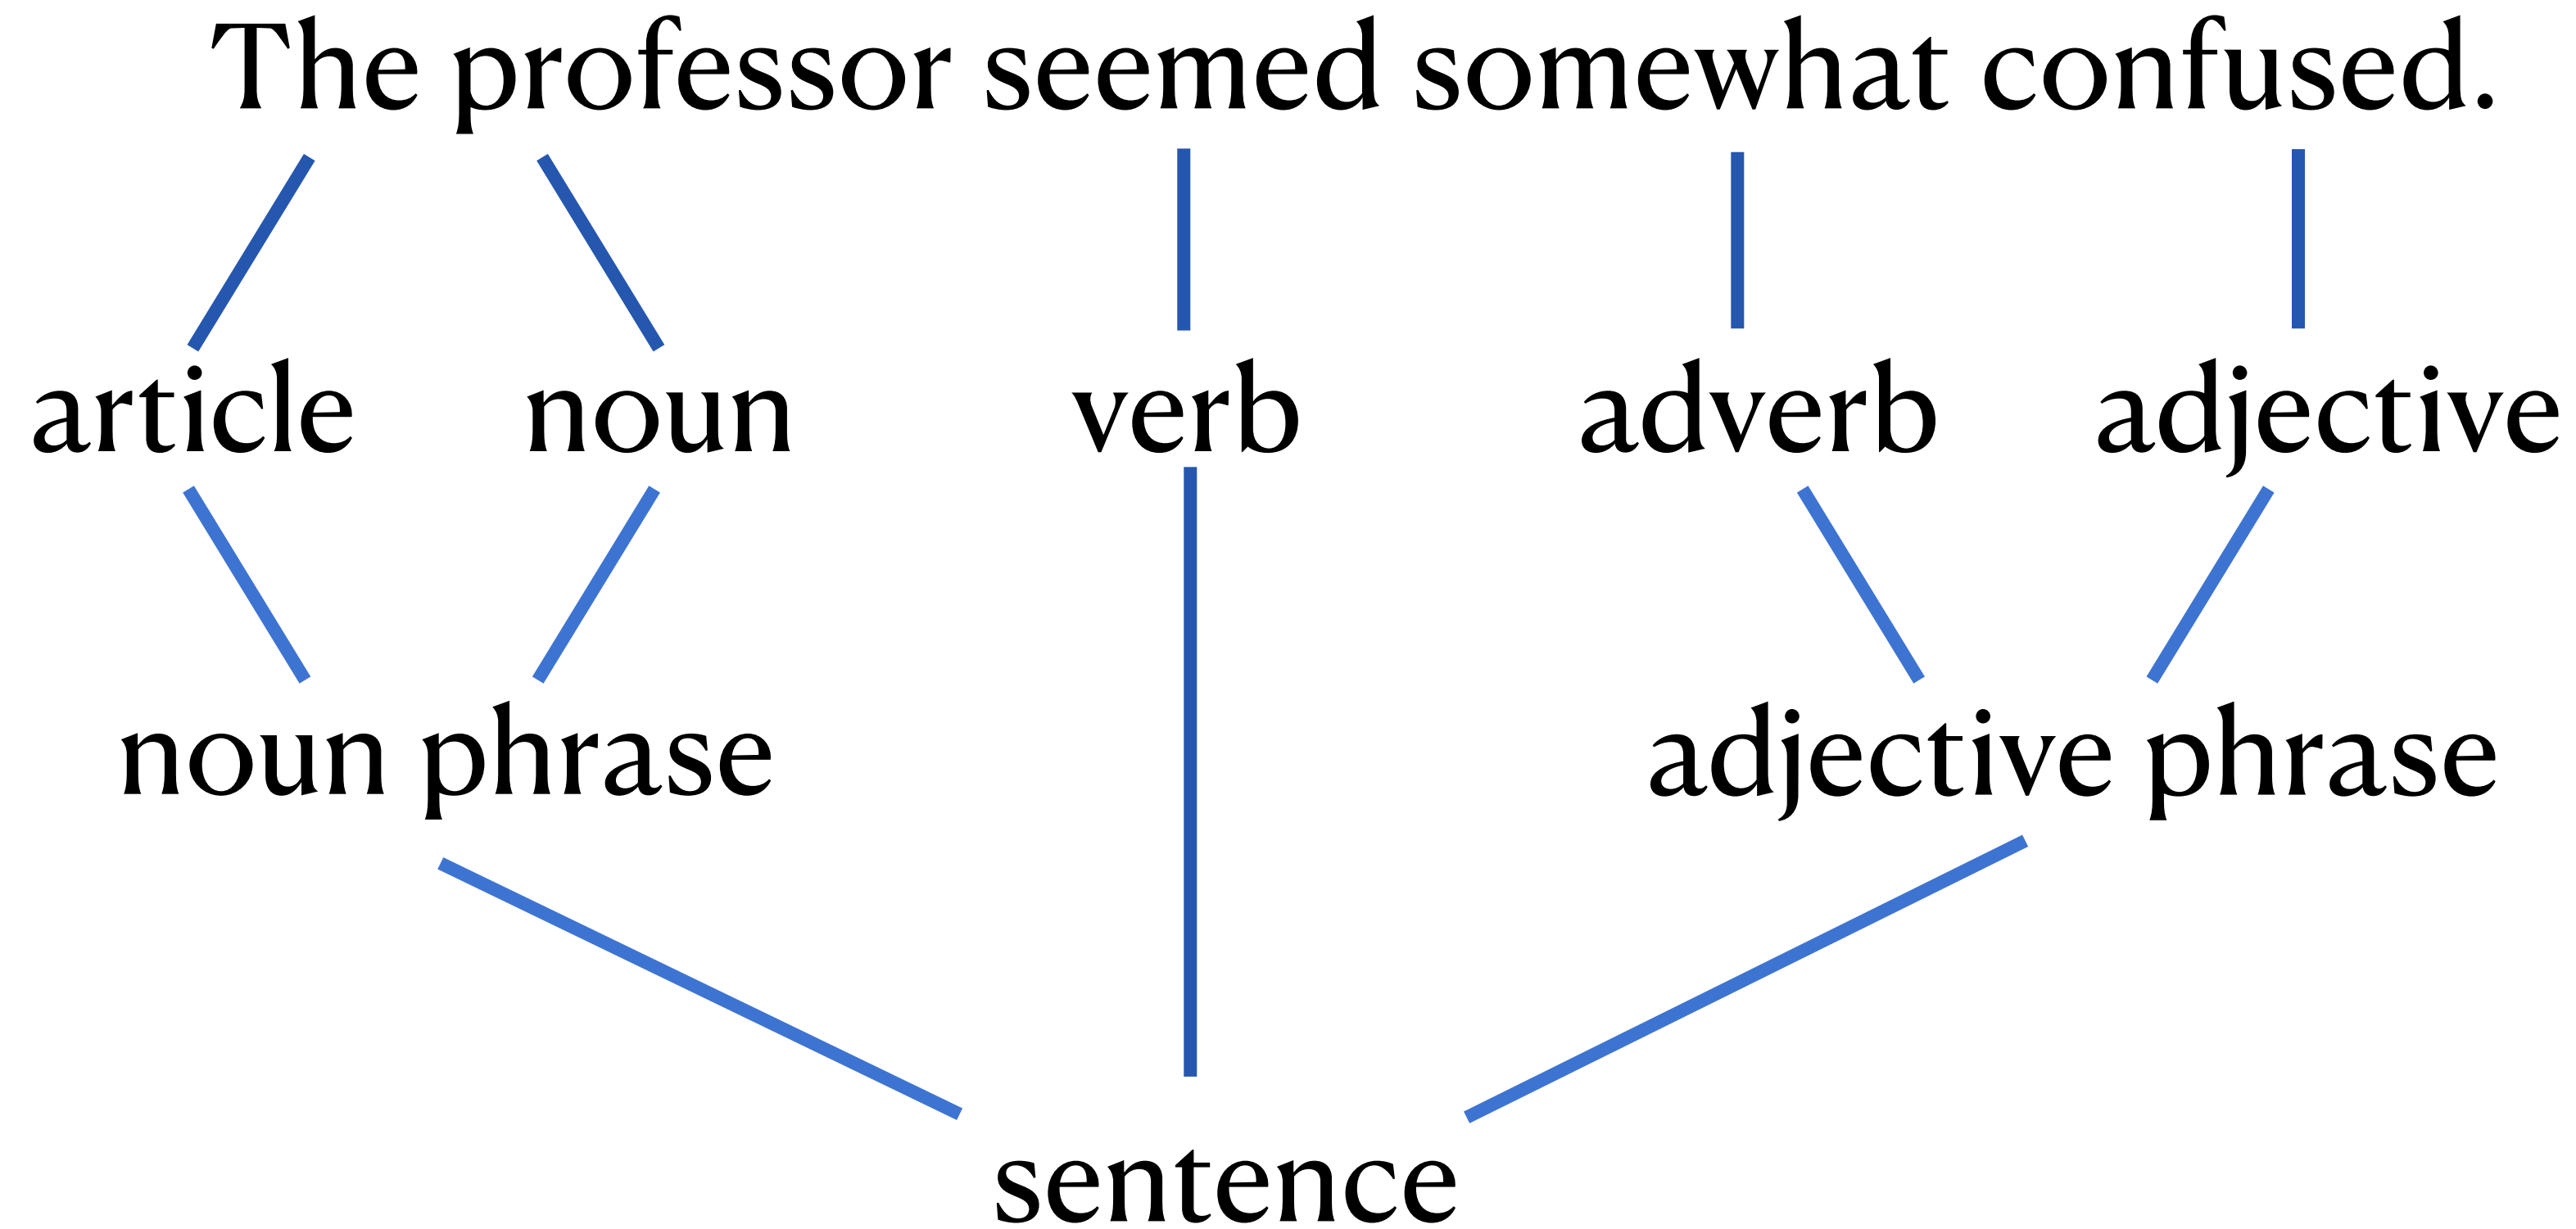 The professor seemed somewhat confused.
article noun verb adverb adjective
noun phrase adjective phrase
sentence